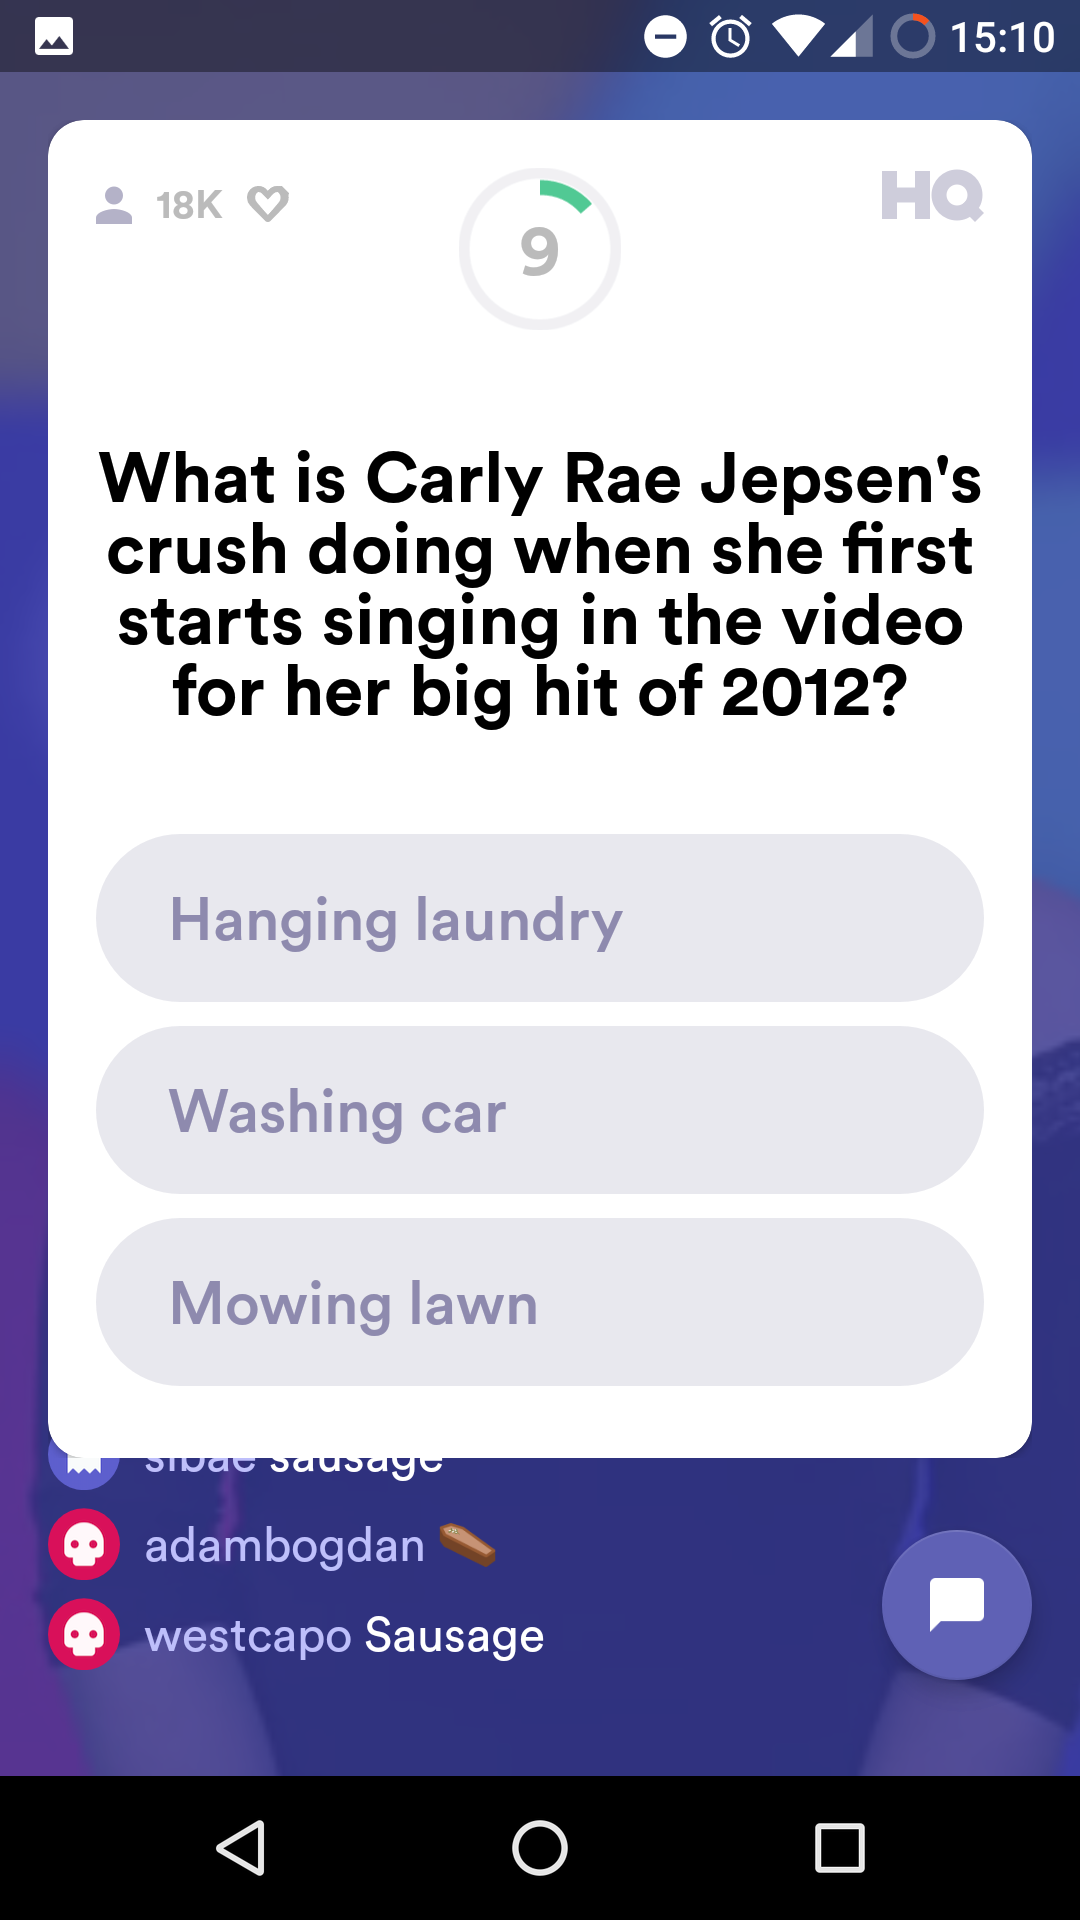 15:10
18K
9
HQ
What is Carly Rae Jepsen's
crush doing when she first
starts singing in the video
for her big hit of 2012?
Hanging laundry
Washing car
Mowing lawn
sibae sausage
adambogdan
westcapo Sausage